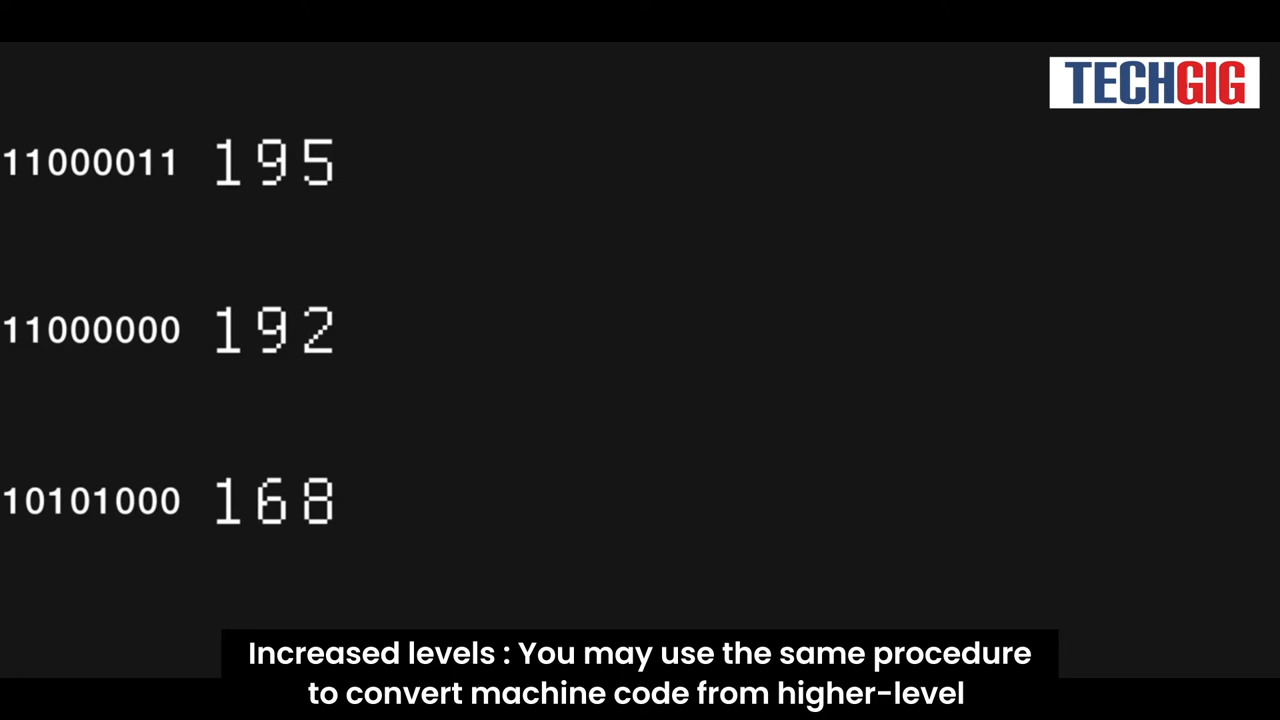 TECHGIG
11000011 195
11000000 192
10101000 168
Increased levels : You may use the same procedure
to convert machine code from higher-level